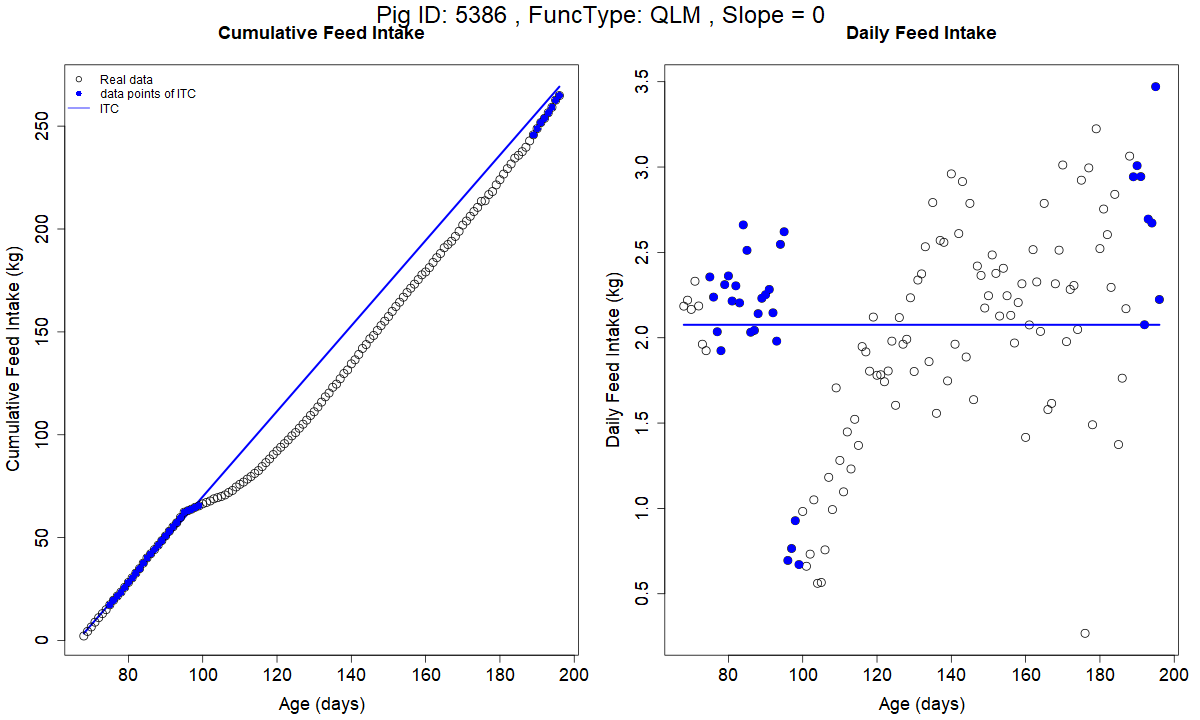 Pig ID: 5386 , FuncType: QLM , Slope = 0
Cumulative Feed Intake
Real data
data points of ITC
ITC
Cumulative Feed Intake (kg)
0
50
100
150
200
250
80
100
120
140
160
180
200
Age (days)
Daily Feed Intake
Daily Feed Intake (kg)
0.5
1.0
1.5
2.0
2.5
3.0
3.5
80
100
120
140
160
180
200
Age (days)